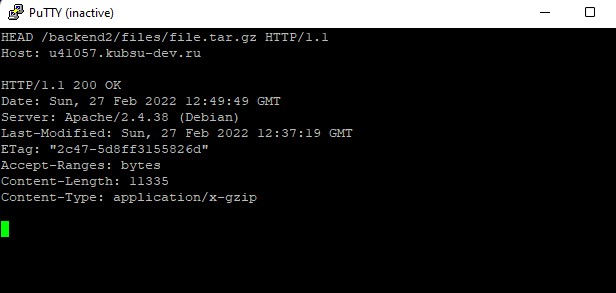 PuTTY (inactive)
HEAD /backend2/files/file.tar.gz HTTP/1.1
Host: u41057.kubsu-dev.ru
HTTP/1.1 200 OK
Date: Sun, 27 Feb 2022 12:49:49 GMT
Server: Apache/2.4.38 (Debian)
Last-Modified: Sun, 27 Feb 2022 12:37:19 GMT
ETag: "2c47-5d8ff3155826d"
Accept-Ranges: bytes
Content-Length: 11335
Content-Type: application/x-gzip